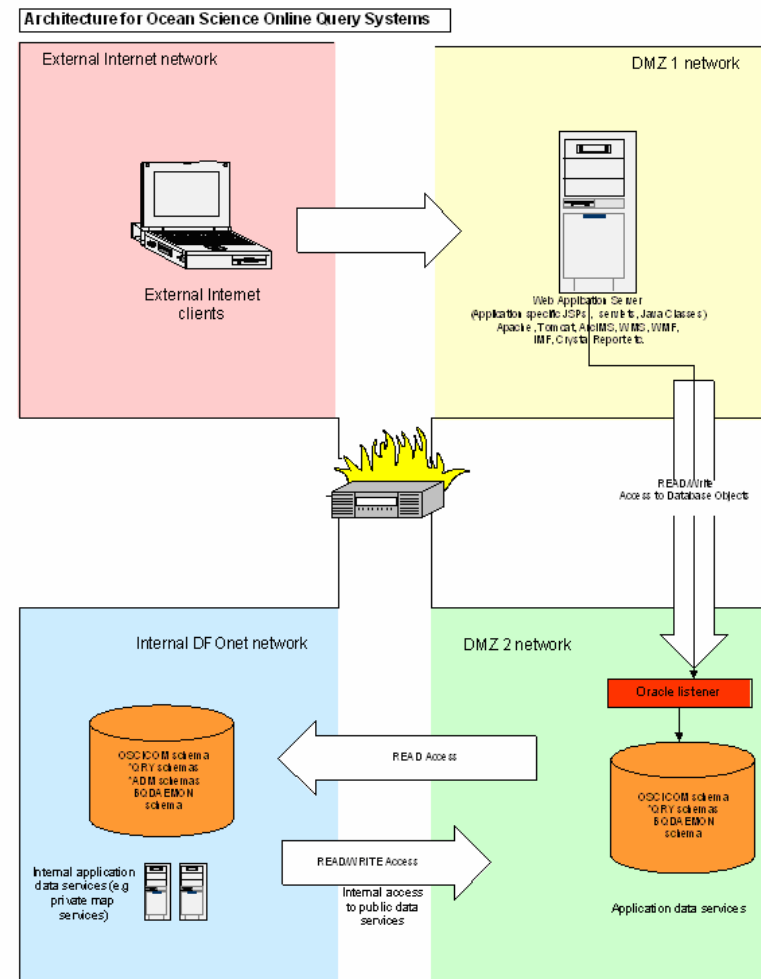 Architecture for Ocean Science Online Query Systems
External Internet network
DMZ 1 network
External Internet
clients
Web Application Server
(Application specific JSPs, servlets, Java Classes)
Apache, Tomcat, ArcIMS, WMS, WMF,
IMF, Crystal Report etc.
READ/Write
Access to Database Objects
Internal DFOnet network
DMZ 2 network
Oracle listener
OSCICOM schema
*QRY schemas
*ADM schemas
BQDAEMON
schema
READ Access
OSCICOM schema
*QRY schemas
BQDAEMON
schema
READ/WRITE Access
Internal application
data services (e.g
private map
services)
Internal access
to public data
services
Application data services